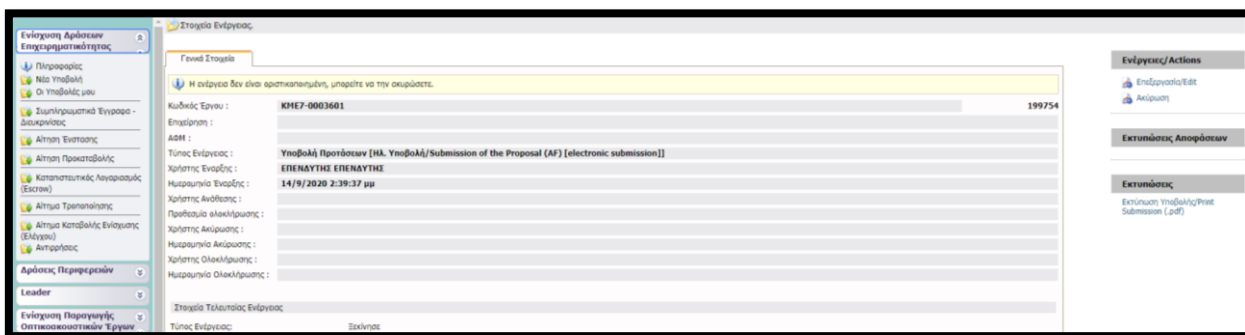 Ενίσχυση Δράσεων
Επιχειρηματικότητας
Πληροφορίες
Νέα Υποβολή
Οι Υποβολές μου
Συμπληρωματικά Έγγραφα -
Διευκρινίσεις
Αίτηση Ένστασης
Αίτηση Προκαταβολής
Καταπιστευτικός Λογαριασμός
(Escrow)
Αίτημα Τροποποίησης
Αίτημα Καταβολής Ενίσχυσης
(Ελέγχου)
Αντιρρήσεις
Δράσεις Περιφερειών
Leader
Ενίσχυση Παραγωγής
Οπτικοακουστικών Έργων
Στοιχεία Ενέργειας.
Γενικά Στοιχεία
Η ενέργεια δεν είναι οριστικοποιημένη, μπορείτε να την ακυρώσετε.
Κωδικός Έργου : ΚΜΕ7-0003601 199754
Επιχείρηση :
ΑΦΜ :
Τύπος Ενέργειας : Υποβολή Προτάσεων [Ηλ. Υποβολή/Submission of the Proposal (AF) [electronic submission]]
Χρήστης Έναρξης : ΕΠΕΝΔΥΤΗΣ ΕΠΕΝΔΥΤΗΣ
Ημερομηνία Έναρξης : 14/9/2020 2:39:37 μμ
Χρήστης Ανάθεσης :
Προθεσμία ολοκλήρωσης :
Χρήστης Ακύρωσης :
Ημερομηνία Ακύρωσης :
Χρήστης Ολοκλήρωσης :
Ημερομηνία Ολοκλήρωσης :
Στοιχεία Τελευταίας Ενέργειας
Τύπος Ενέργειας: Ξεκίνησε
Ενέργειες/Actions
Επεξεργασία/Edit
Ακύρωση
Εκτυπώσεις Αποφάσεων
Εκτυπώσεις
Εκτύπωση Υποβολής/Print
Submission (.pdf)